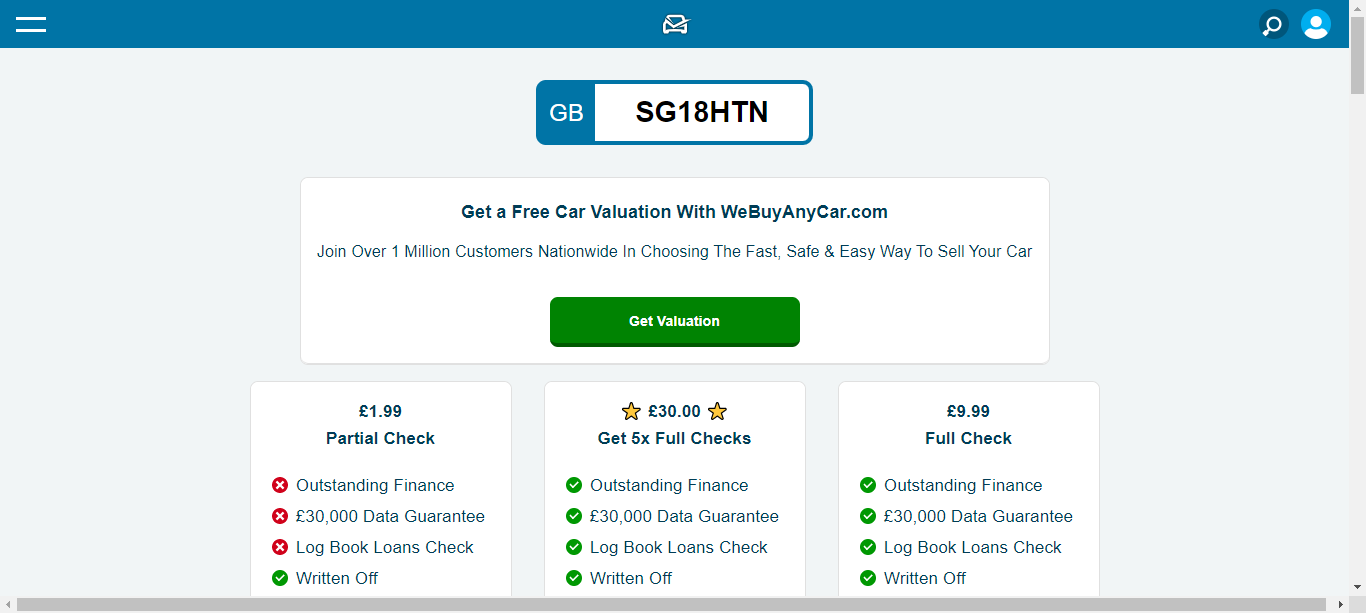 GB SG18HTN
Get a Free Car Valuation With WeBuyAnyCar.com
Join Over 1 Million Customers Nationwide In Choosing The Fast, Safe & Easy Way To Sell Your Car
Get Valuation
£1.99
Partial Check
Outstanding Finance
£30,000 Data Guarantee
Log Book Loans Check
Written Off
£30.00
Get 5x Full Checks
Outstanding Finance
£30,000 Data Guarantee
Log Book Loans Check
Written Off
£9.99
Full Check
Outstanding Finance
£30,000 Data Guarantee
Log Book Loans Check
Written Off